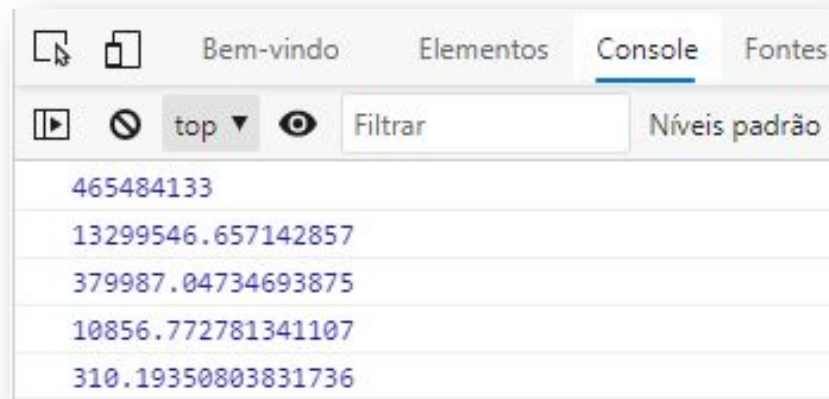 Bem-vindo Elementos Console Fontes
top Filtrar Níveis padrão
465484133
13299546.657142857
379987.04734693875
10856.772781341107
310.19350803831736